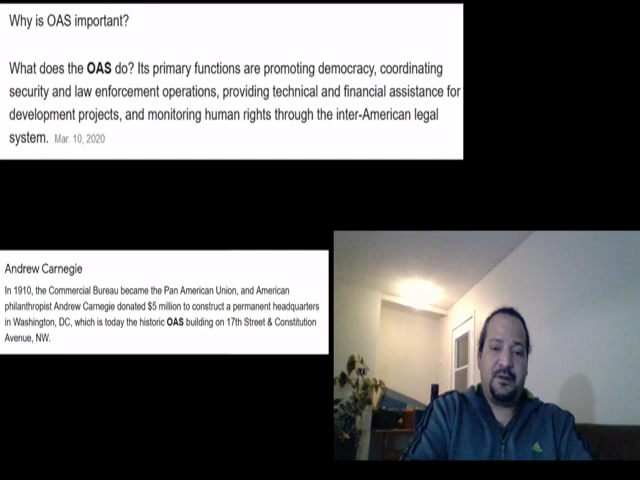 Why is OAS important?
What does the OAS do? Its primary functions are promoting democracy, coordinating
security and law enforcement operations, providing technical and financial assistance for
development projects, and monitoring human rights through the inter-American legal
system. Mar. 10, 2020
Andrew Carnegie
In 1910, the Commercial Bureau became the Pan American Union, and American
philanthropist Andrew Carnegie donated $5 million to construct a permanent headquarters
in Washington, DC, which is today the historic OAS building on 17th Street & Constitution
Avenue, NW.